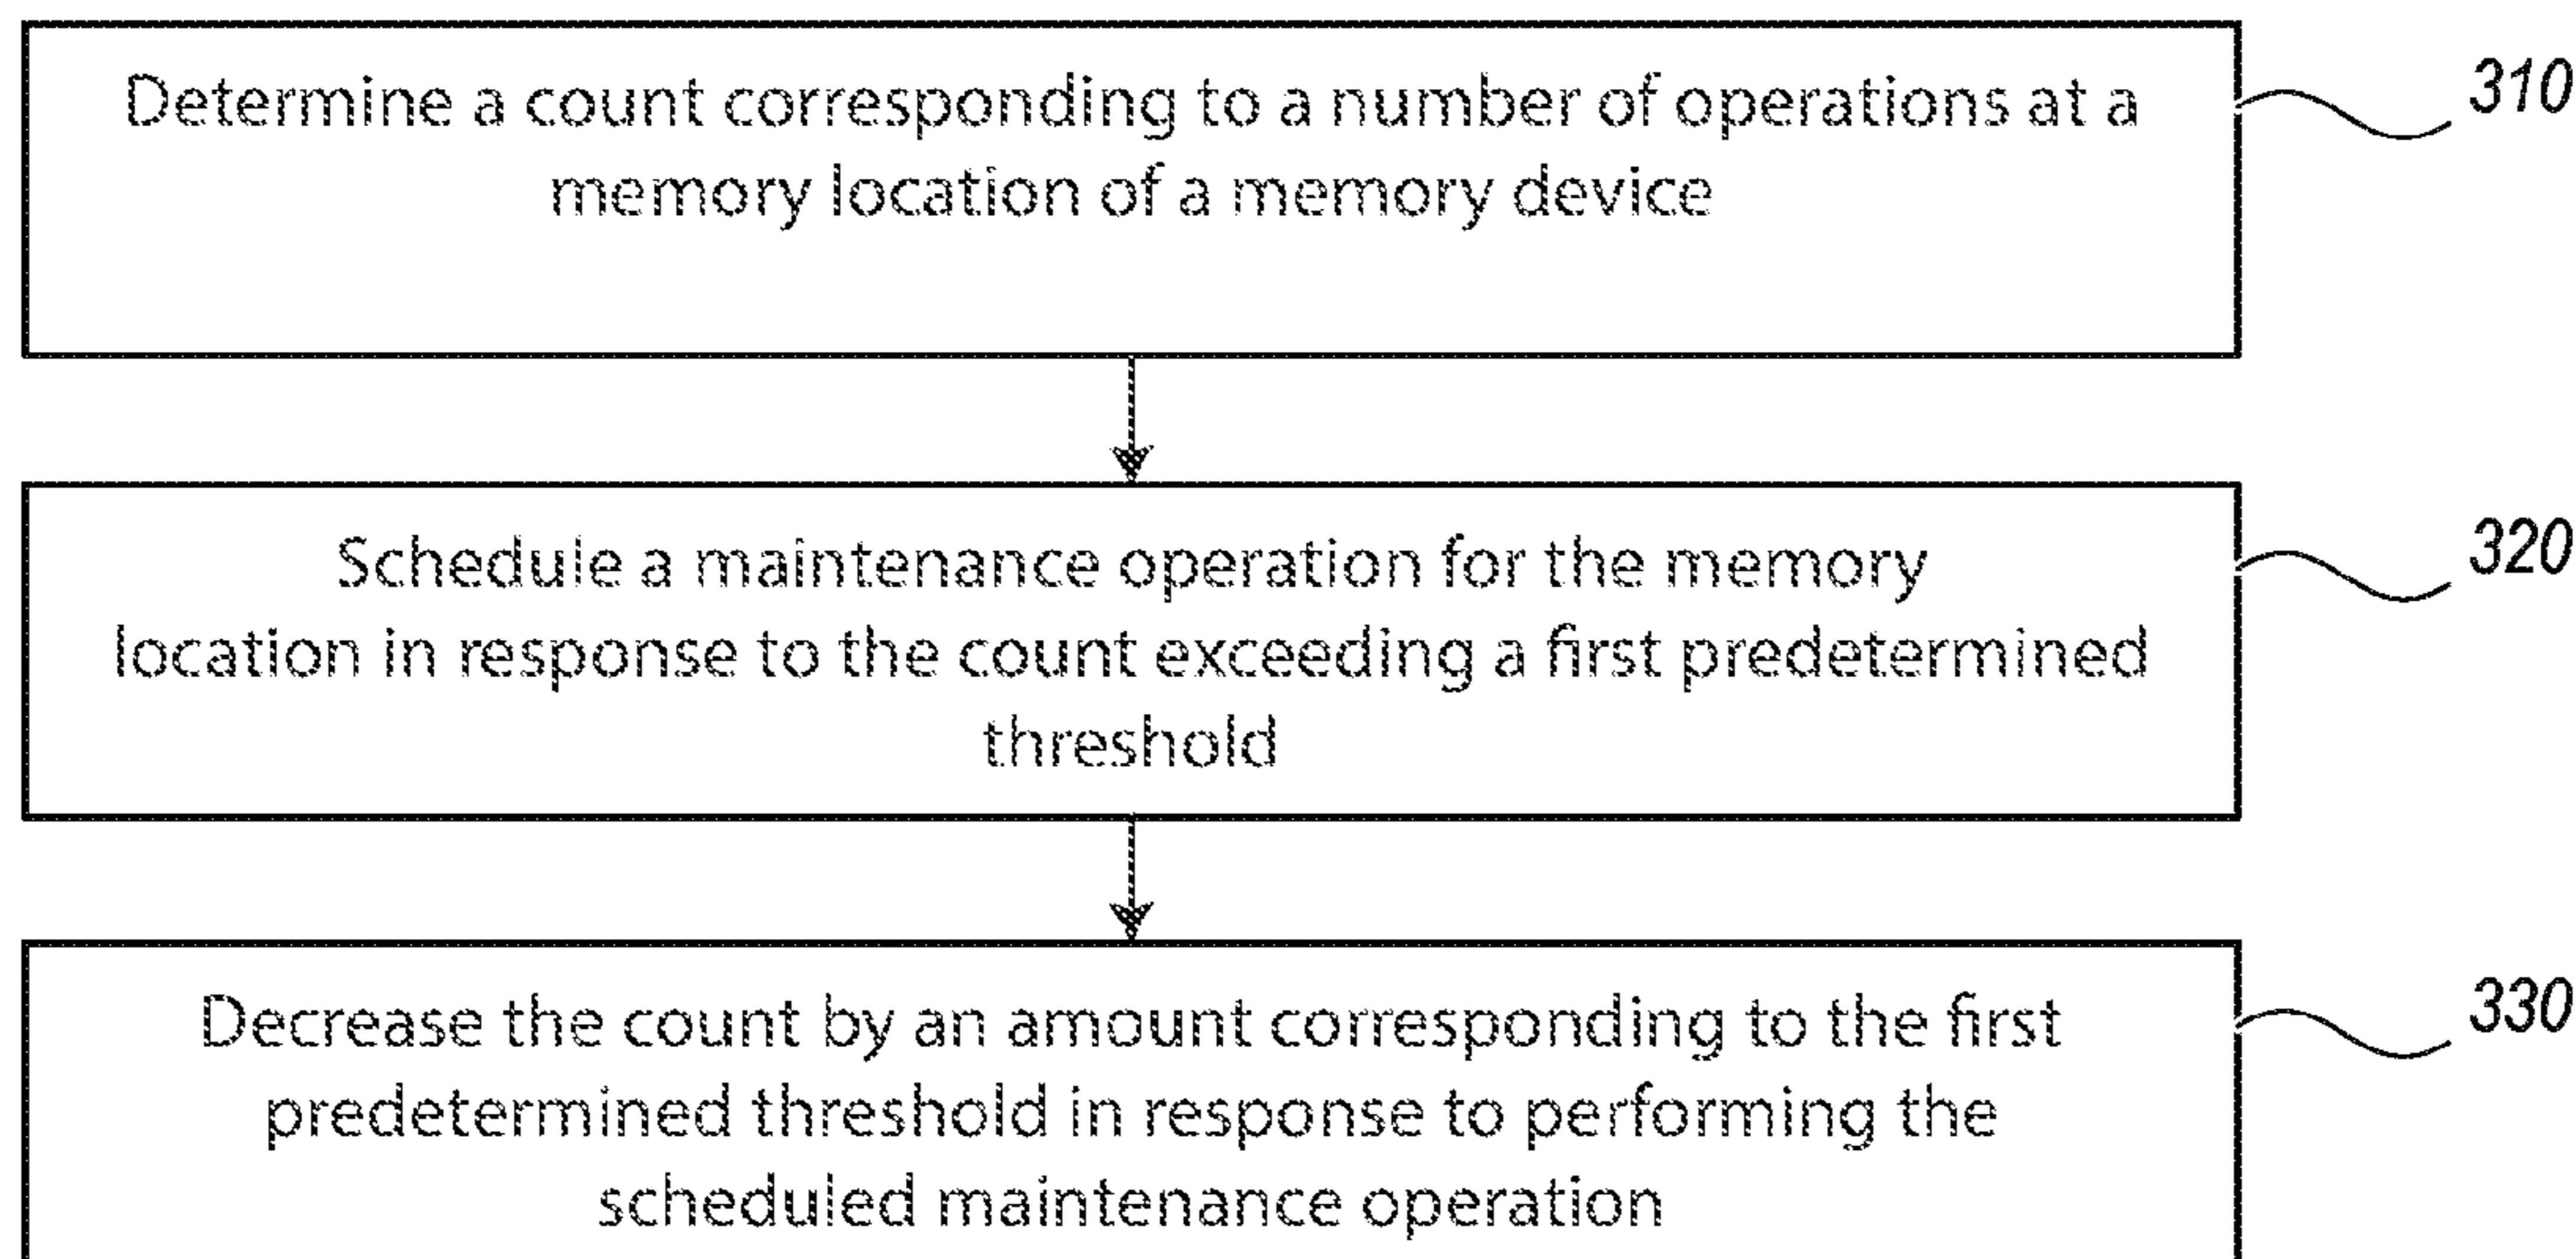 Determine a count corresponding to a number of operations at a
memory location of a memory device
310
Schedule a maintenance operation for the memory
location in response to the count exceeding a first predetermined
threshold
320
Decrease the count by an amount corresponding to the first
predetermined threshold in response to performing the
scheduled maintenance operation
330